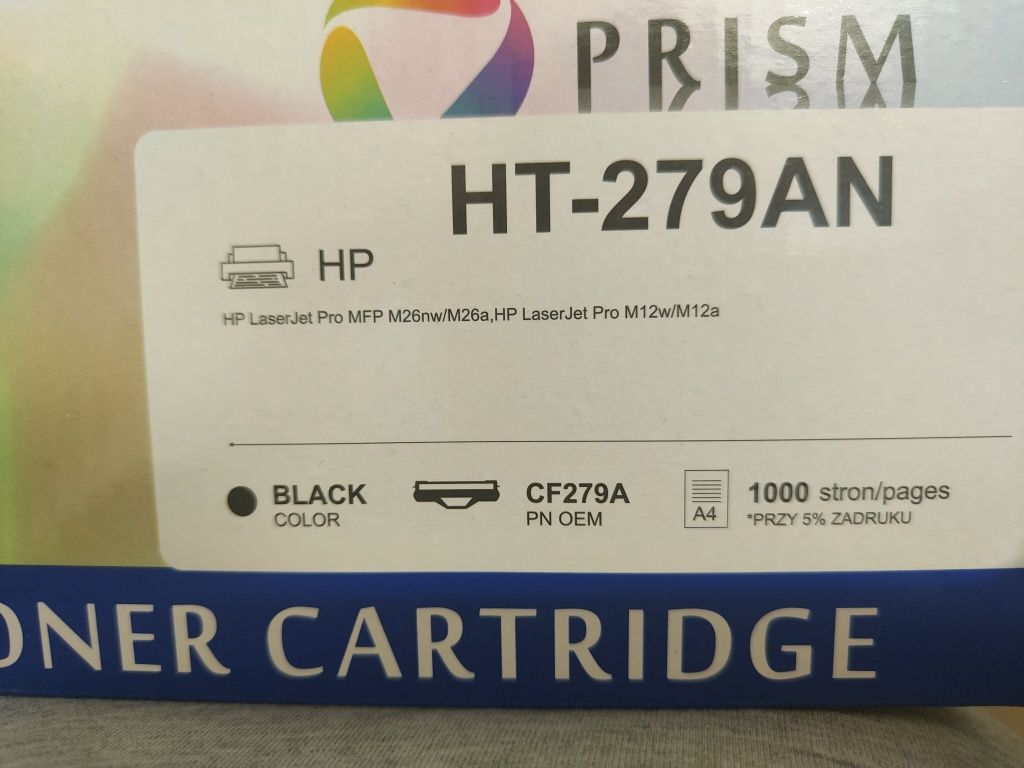 PRISM
HT-279AN
HP
HP LaserJet Pro MFP M26nw/M26a,HP LaserJet Pro M12w/M12a
BLACK
COLOR
CF279A
PN OEM
A4
1000 stron/pages
*PRZY 5% ZADRUKU
ONER CARTRIDGE